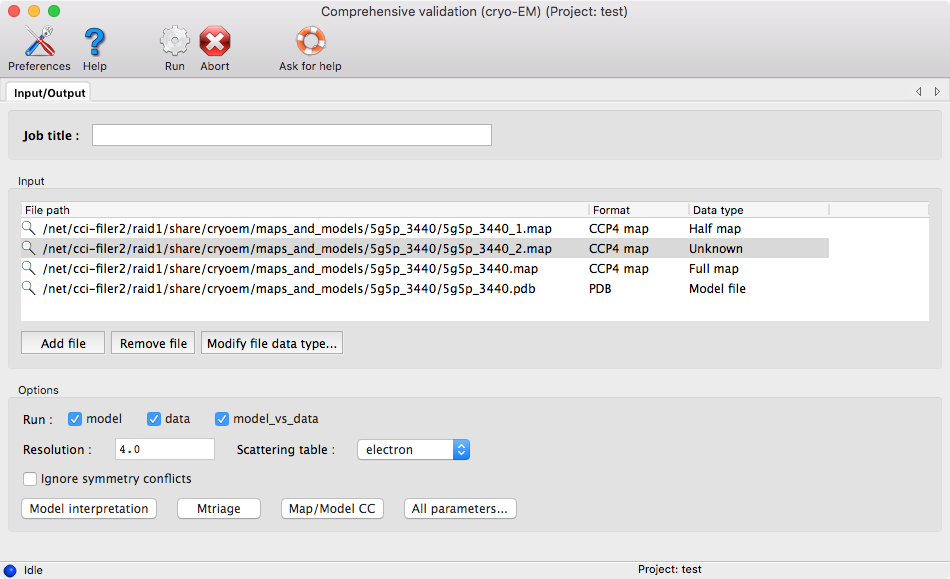 Comprehensive validation (cryo-EM) (Project: test)
Preferences Help Run Abort Ask for help
Input/Output
Job title :
Input
File path Format Data type
/net/cci-filer2/raid1/share/cryoem/maps_and_models/5g5p_3440/5g5p_3440_1.map CCP4 map Half map
/net/cci-filer2/raid1/share/cryoem/maps_and_models/5g5p_3440/5g5p_3440_2.map CCP4 map Unknown
/net/cci-filer2/raid1/share/cryoem/maps_and_models/5g5p_3440/5g5p_3440.map CCP4 map Full map
/net/cci-filer2/raid1/share/cryoem/maps_and_models/5g5p_3440/5g5p_3440.pdb PDB Model file
Add file Remove file Modify file data type...
Options
Run : model data model_vs_data
Resolution : 4.0 Scattering table : electron
Ignore symmetry conflicts
Model interpretation Mtriage Map/Model CC All parameters...
Idle Project: test